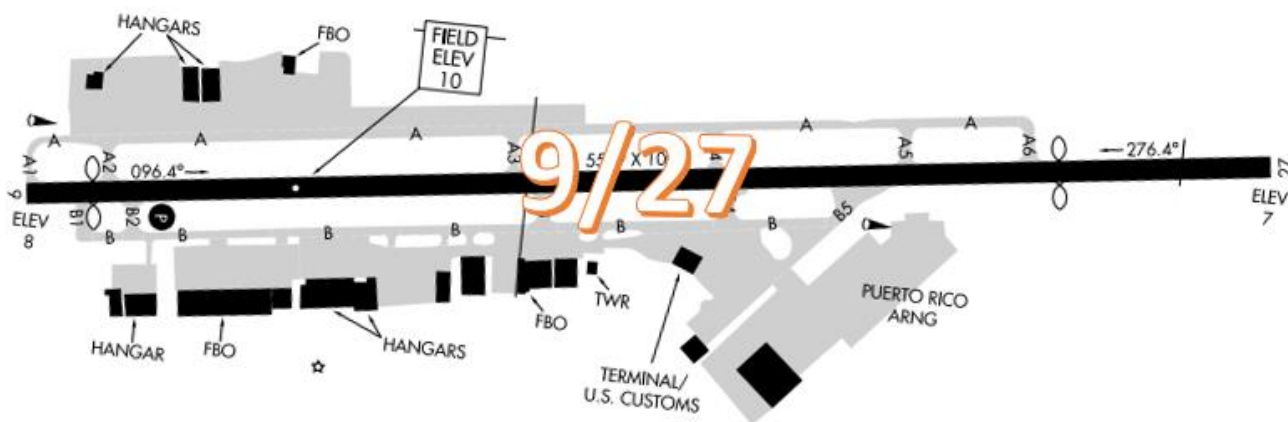 HANGARS
FBO
FIELD
ELEV
10
A
A
A
A
A
A1
A2
A3
A5
A6
9/27
096.4°
276.4°
9
27
ELEV
8
ELEV
7
B1
B2
P
B
B
B
B
B
B5
HANGAR
FBO
HANGARS
FBO
TWR
TERMINAL/
U.S. CUSTOMS
PUERTO RICO
ARNG